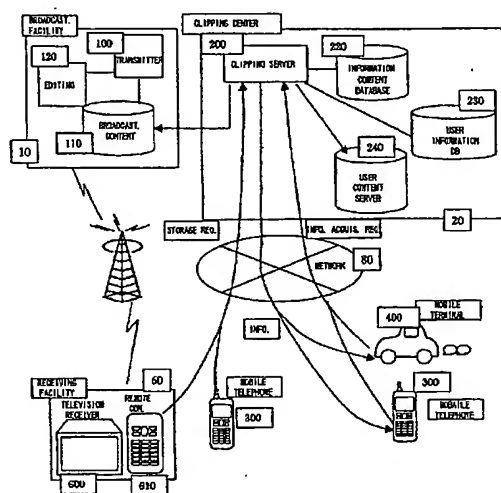 BROADCAST.
FACILITY
100
TRANSMITTER
120
EDITING
BROADCAST.
CONTENT
110
10
CLIPPING CENTER
200
CLIPPING SERVER
220
INFORMATION
CONTENT
DATABASE
230
USER
INFORMATION
DB
240
USER
CONTENT
SERVER
20
STORAGE REQ.
INFO. ACQUIS. REQ.
NETWORK
80
INFO.
400
MOBILE
TERMINAL
RECEIVING
FACILITY
60
TELEVISION
RECEIVER
REMOTE
CON.
600
610
MOBILE
TELEPHONE
300
300
MOBAILE
TELEPHONE